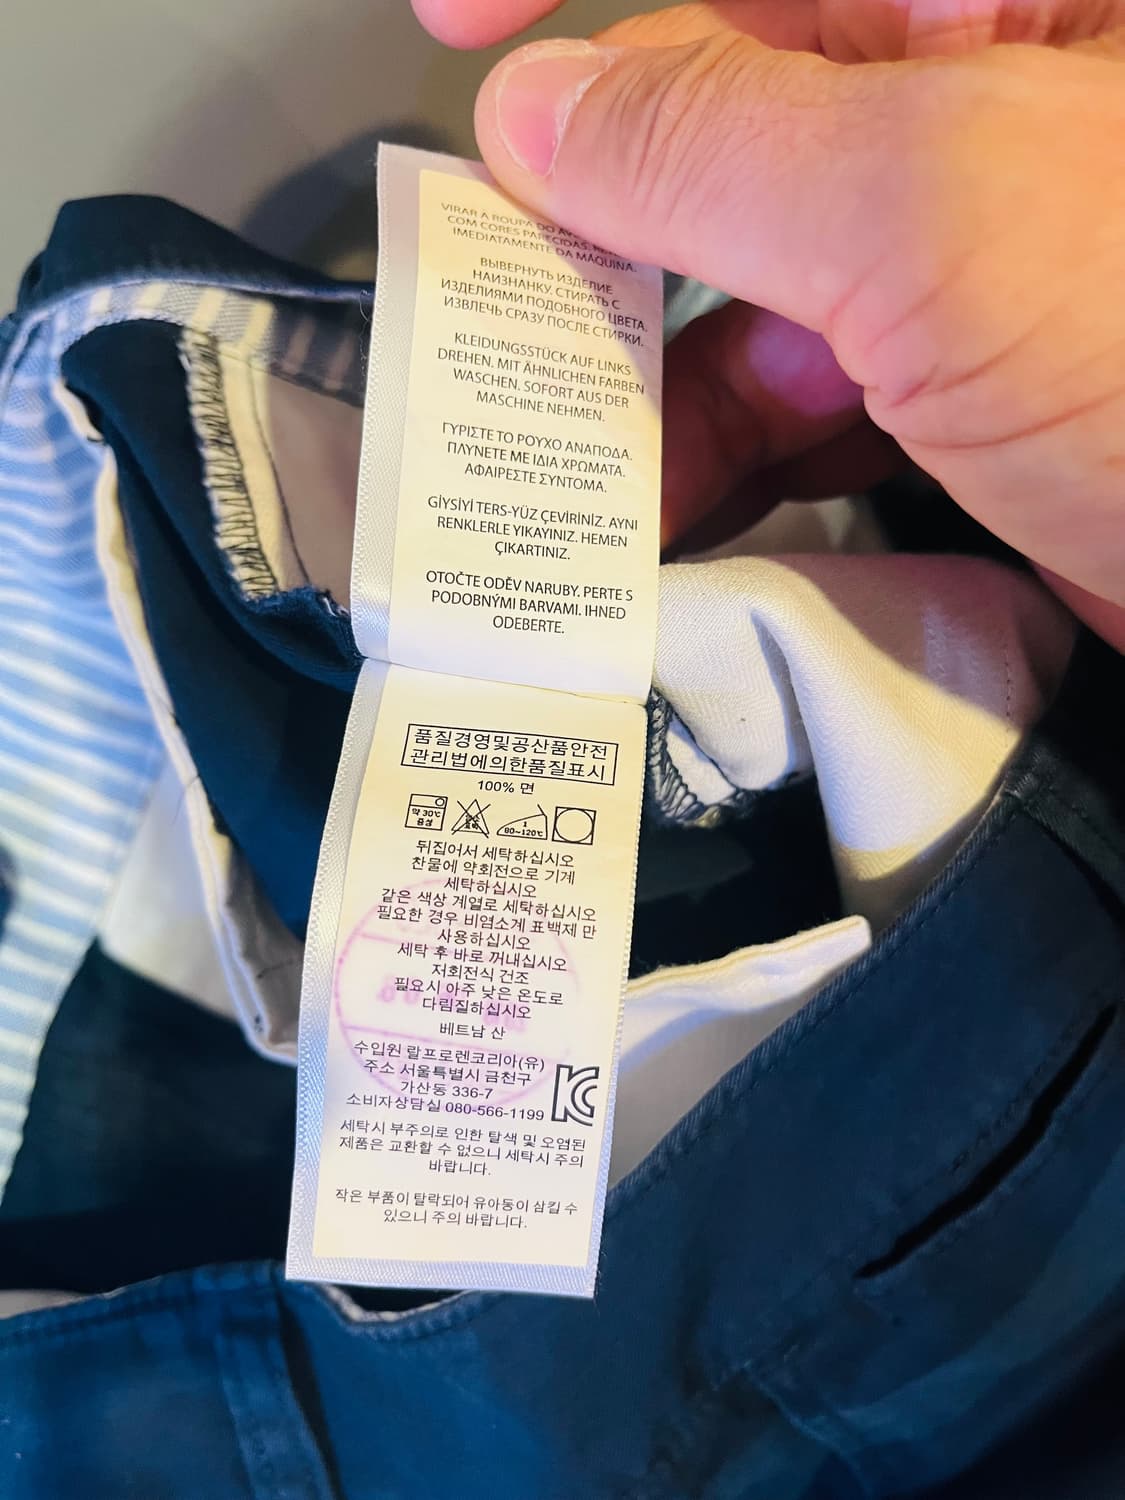 VIRAR A ROUPA DO
COM CORES PARECIDAS.
IMEDIATAMENTE DA MÁQUINA.
ВЫВЕРНУТЬ ИЗДЕЛИЕ
НАИЗНАНКУ. СТИРАТЬ С
ИЗДЕЛИЯМИ ПОДОБНОГО ЦВЕТА.
ИЗВЛЕЧЬ СРАЗУ ПОСЛЕ СТИРКИ.
KLEIDUNGSSTÜCK AUF LINKS
DREHEN. MIT ÄHNLICHEN FARBEN
WASCHEN. SOFORT AUS DER
MASCHINE NEHMEN.
ΓΥΡΙΣΤΕ ΤΟ ΡΟΥΧΟ ΑΝΑΠΟΔΑ.
ΠΛΥΝΕΤΕ ΜΕ ΙΔΙΑ ΧΡΩΜΑΤΑ.
ΑΦΑΙΡΕΣΤΕ ΣΥΝΤΟΜΑ.
GİYSİYİ TERS-YÜZ ÇEVİRİNİZ. AYNI
RENKLERLE YIKAYINIZ. HEMEN
ÇIKARTINIZ.
OTOČTE ODĚV NARUBY. PERTE S
PODOBNÝMI BARVAMI. IHNED
ODEBERTE.
품질경영및공산품안전
관리법에의한품질표시
100% 면
약 30℃
중성
1
80~120℃
뒤집어서 세탁하십시오
찬물에 약회전으로 기계
세탁하십시오
같은 색상 계열로 세탁하십시오
필요한 경우 비염소계 표백제 만
사용하십시오
세탁 후 바로 꺼내십시오
저회전식 건조
필요시 아주 낮은 온도로
다림질하십시오
베트남 산
수입원 랄프로렌코리아(유)
주소 서울특별시 금천구
가산동 336-7
소비자상담실 080-566-1199
세탁시 부주의로 인한 탈색 및 오염된
제품은 교환할 수 없으니 세탁시 주의
바랍니다.
작은 부품이 탈락되어 유아동이 삼킬 수
있으니 주의 바랍니다.